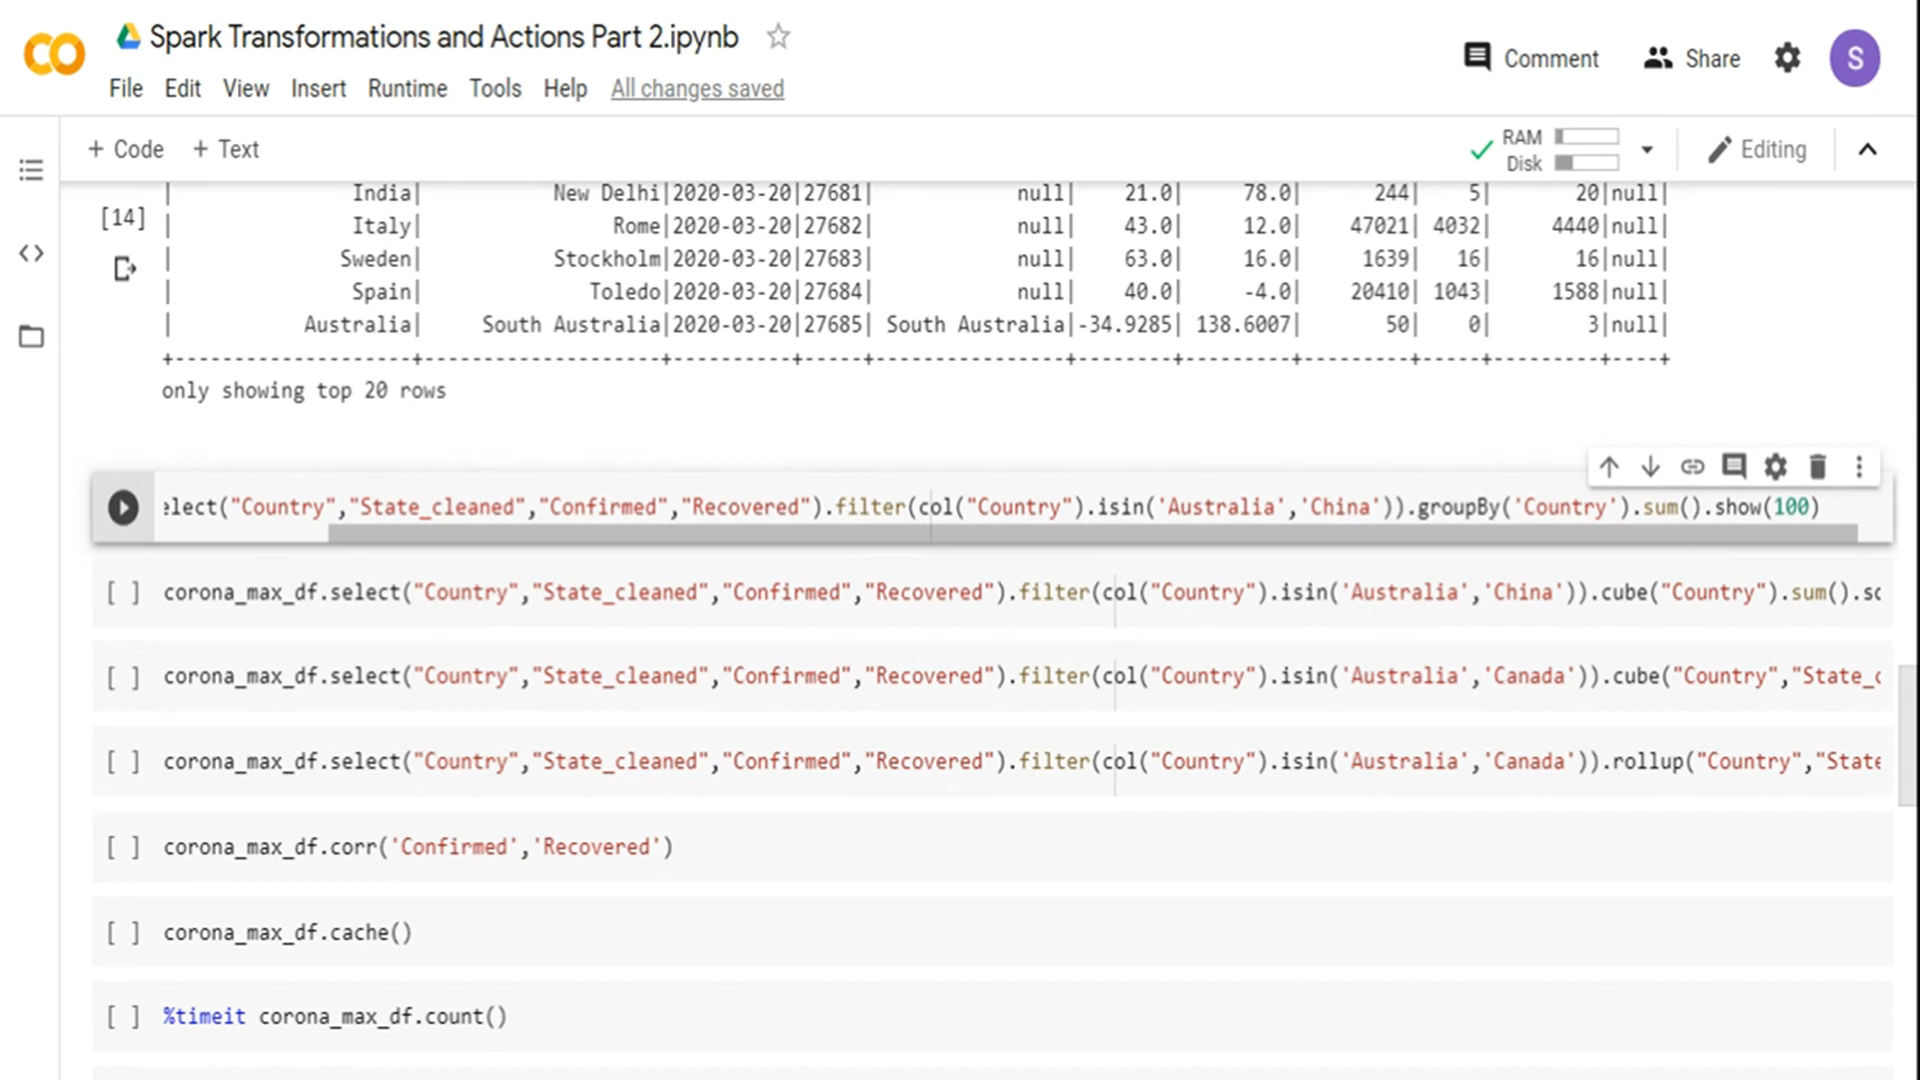 Spark Transformations and Actions Part 2.ipynb
Comment Share S
File Edit View Insert Runtime Tools Help All changes saved
+ Code + Text
RAM
Disk
Editing
[14]
| India| New Delhi|2020-03-20|27681| null| 21.0| 78.0| 244| 5| 20|null|
| Italy| Rome|2020-03-20|27682| null| 43.0| 12.0| 47021| 4032| 4440|null|
| Sweden| Stockholm|2020-03-20|27683| null| 63.0| 16.0| 1639| 16| 16|null|
| Spain| Toledo|2020-03-20|27684| null| 40.0| -4.0| 20410| 1043| 1588|null|
| Australia| South Australia|2020-03-20|27685| South Australia|-34.9285| 138.6007| 50| 0| 3|null|
+--------------------+--------------------+----------+-----+----------------+--------+---------+---------+-----+---------+----+
only showing top 20 rows
elect("Country","State_cleaned","Confirmed","Recovered").filter(col("Country").isin('Australia','China')).groupBy('Country').sum().show(100)
[ ] corona_max_df.select("Country","State_cleaned","Confirmed","Recovered").filter(col("Country").isin('Australia','China')).cube("Country").sum().so
[ ] corona_max_df.select("Country","State_cleaned","Confirmed","Recovered").filter(col("Country").isin('Australia','Canada')).cube("Country","State_c
[ ] corona_max_df.select("Country","State_cleaned","Confirmed","Recovered").filter(col("Country").isin('Australia','Canada')).rollup("Country","State
[ ] corona_max_df.corr('Confirmed','Recovered')
[ ] corona_max_df.cache()
[ ] %timeit corona_max_df.count()